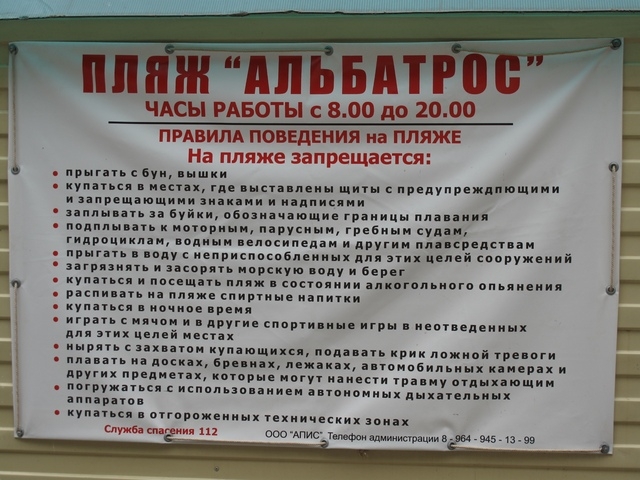 ПЛЯЖ “АЛЬБАТРОС”
ЧАСЫ РАБОТЫ с 8.00 до 20.00
ПРАВИЛА ПОВЕДЕНИЯ на ПЛЯЖЕ
На пляже запрещается:
• прыгать с бун, вышки
• купаться в местах, где выставлены щиты с предупреждпющими
и запрещающими знаками и надписями
• заплывать за буйки, обозначающие границы плавания
• подплывать к моторным, парусным, гребным судам,
гидроциклам, водным велосипедам и другим плавсредствам
• прыгать в воду с неприспособленных для этих целей сооружений
• загрязнять и засорять морскую воду и берег
• купаться и посещать пляж в состоянии алкогольного опьянения
• распивать на пляже спиртные напитки
• купаться в ночное время
• играть с мячом и в другие спортивные игры в неотведенных
для этих целей местах
• нырять с захватом купающихся, подавать крик ложной тревоги
• плавать на досках, бревнах, лежаках, автомобильных камерах и
других предметах, которые могут нанести травму отдыхающим
• погружаться с использованием автономных дыхательных
аппаратов
• купаться в отгороженных технических зонах
Служба спасения 112
ООО "АПИС". Телефон администрации 8 - 964 - 945 - 13 - 99